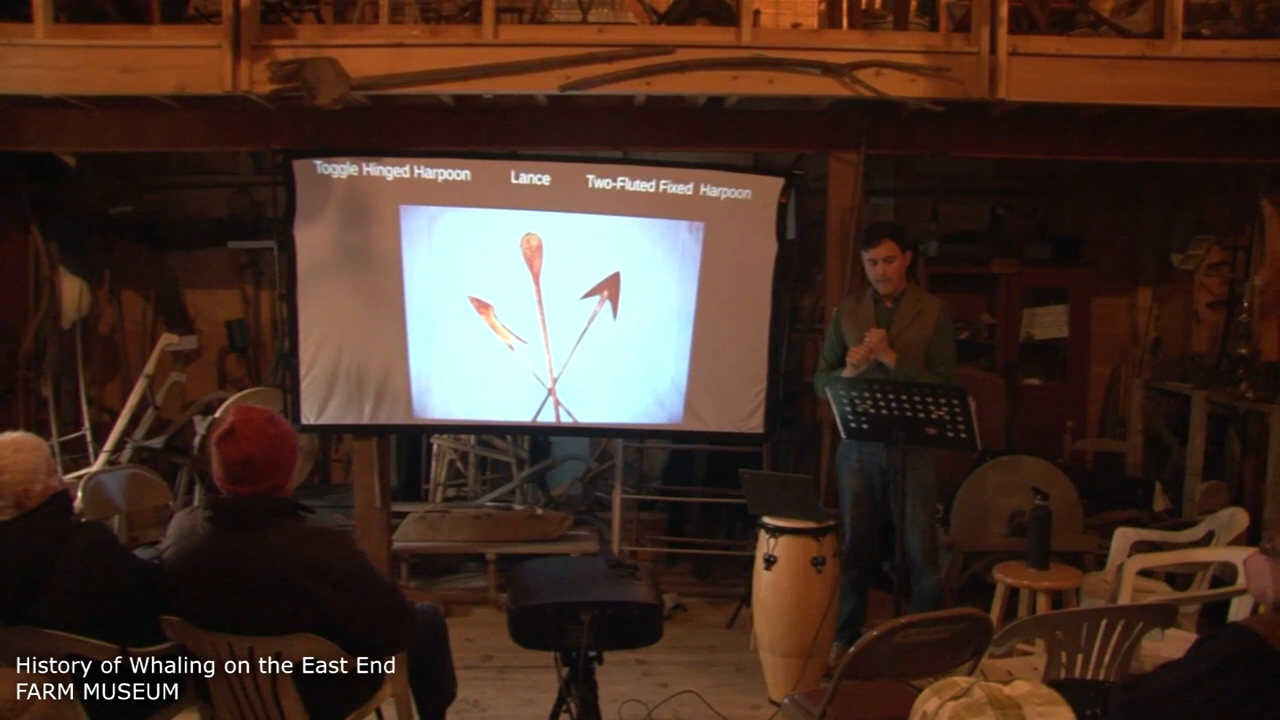 Toggle Hinged Harpoon Lance Two-Fluted Fixed Harpoon
History of Whaling on the East End
FARM MUSEUM